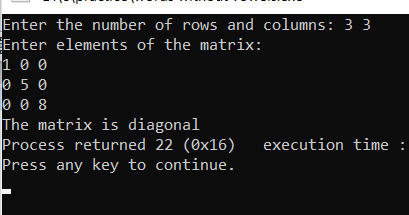 Enter the number of rows and columns: 3 3
Enter elements of the matrix:
1 0 0
0 5 0
0 0 8
The matrix is diagonal
Process returned 22 (0x16)   execution time :
Press any key to continue.